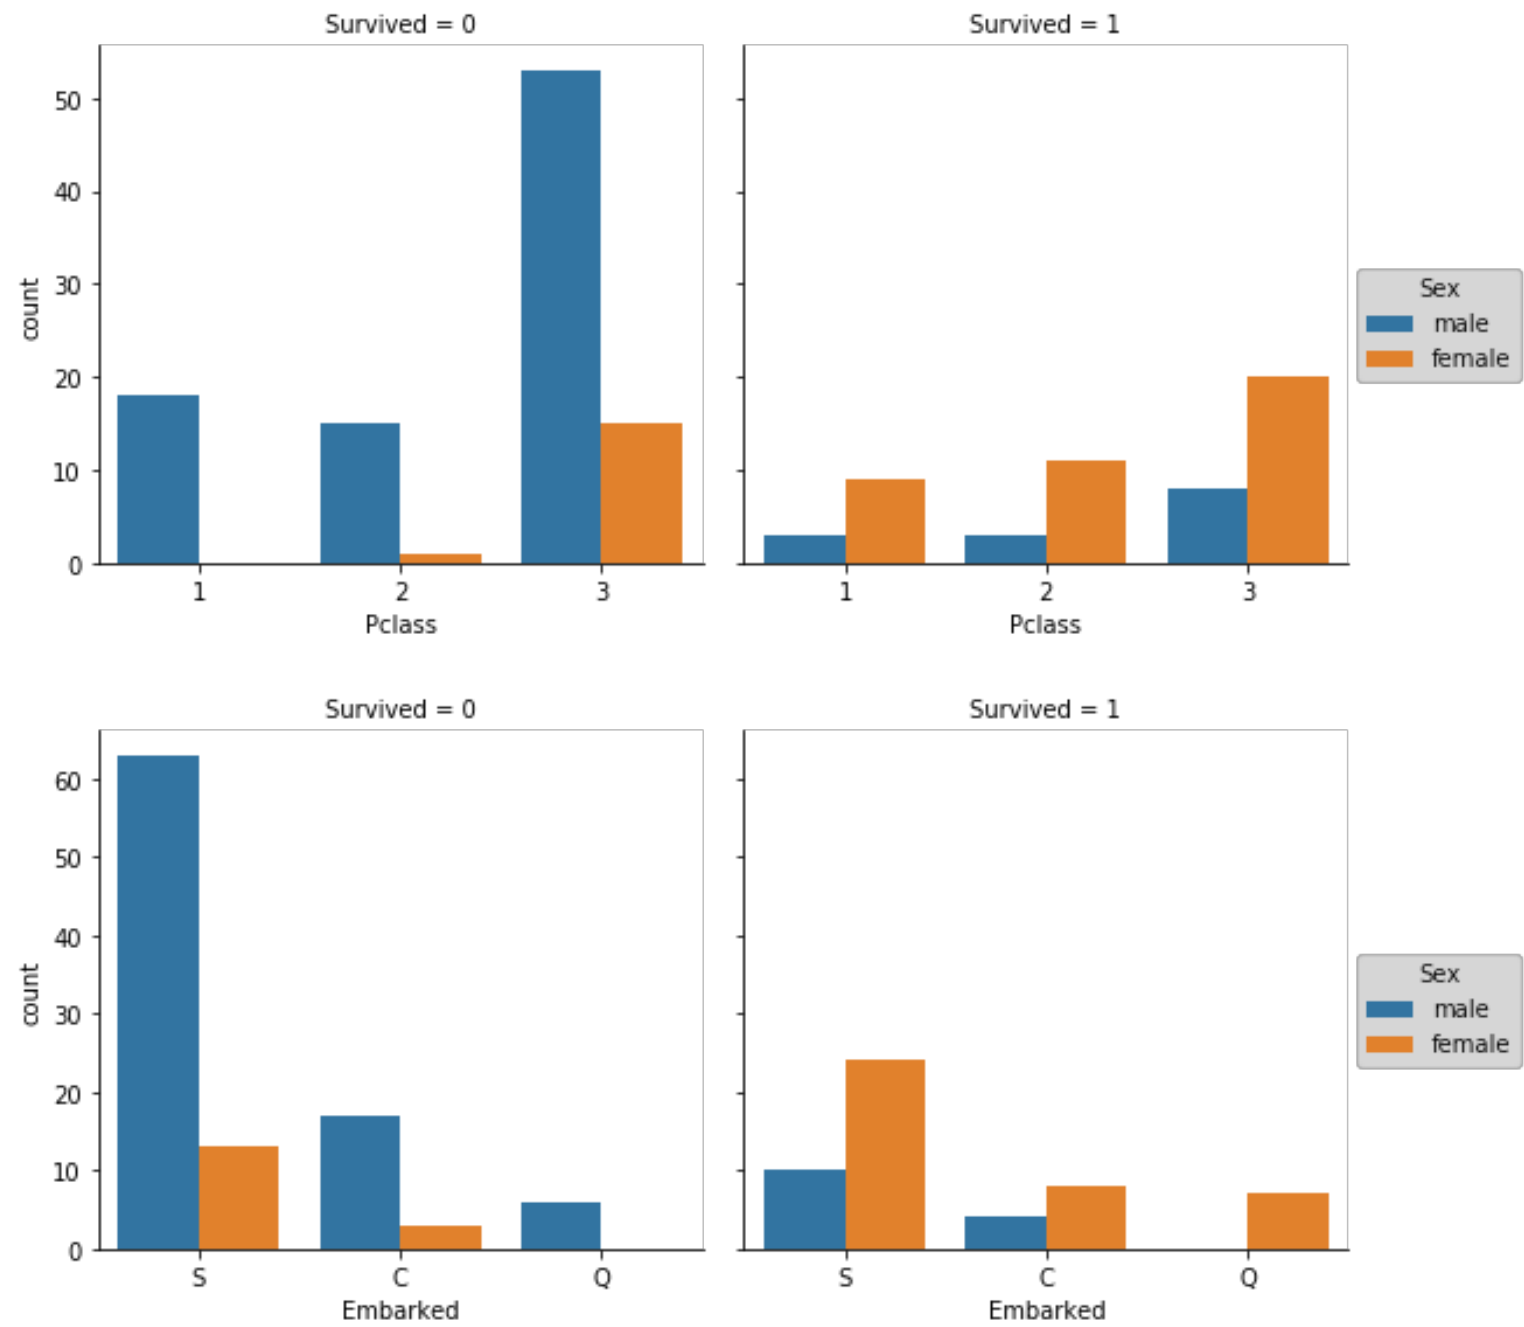 Survived = 0
Survived = 1
50
40
30
20
10
0
count
1 2 3
Pclass
1 2 3
Pclass
Sex
male
female
Survived = 0
Survived = 1
60
50
40
30
20
10
0
count
S C Q
Embarked
S C Q
Embarked
Sex
male
female